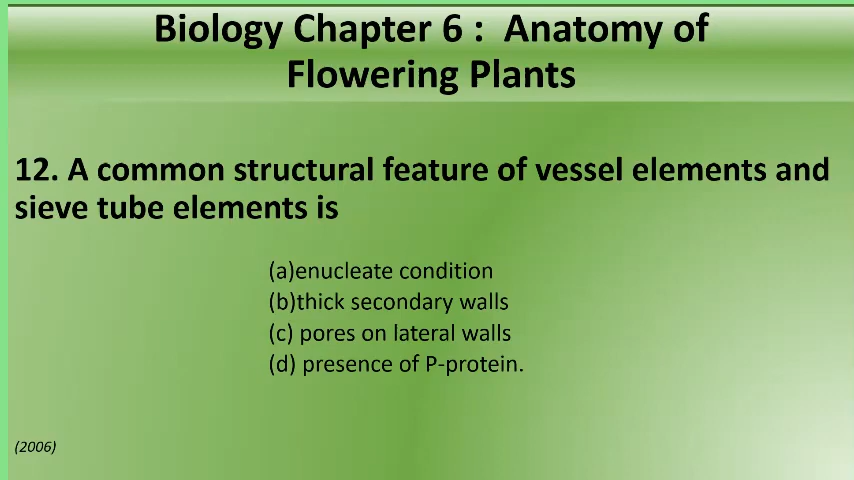 Biology Chapter 6 :  Anatomy of
Flowering Plants
12. A common structural feature of vessel elements and
sieve tube elements is
(a)enucleate condition
(b)thick secondary walls
(c) pores on lateral walls
(d) presence of P-protein.
(2006)